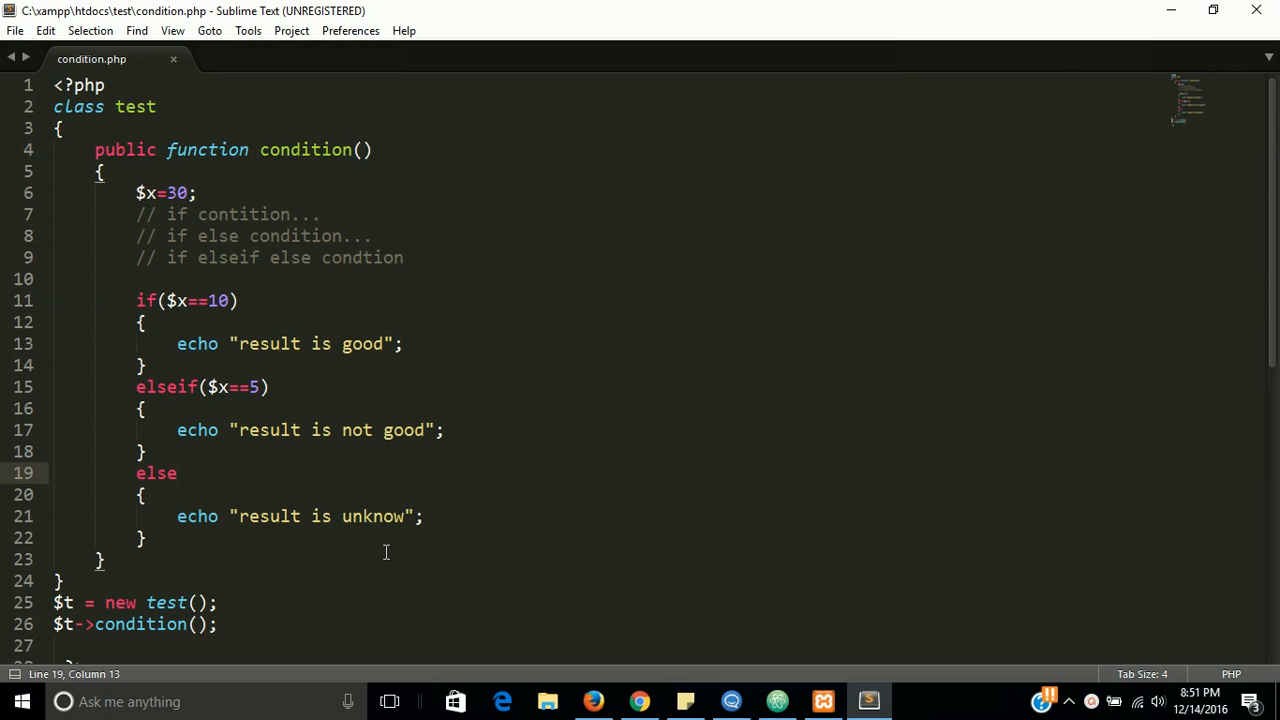 C:\xampp\htdocs\test\condition.php - Sublime Text (UNREGISTERED)
File Edit Selection Find View Goto Tools Project Preferences Help
condition.php ×
1 <?php
2 class test
3 {
4 public function condition()
5 {
6 $x=30;
7 // if contition...
8 // if else condition...
9 // if elseif else condtion
10
11 if($x==10)
12 {
13 echo "result is good";
14 }
15 elseif($x==5)
16 {
17 echo "result is not good";
18 }
19 else
20 {
21 echo "result is unknow";
22 }
23 }
24 }
25 $t = new test();
26 $t->condition();
27
Line 19, Column 13 Tab Size: 4 PHP
Ask me anything
8:51 PM
12/14/2016
3